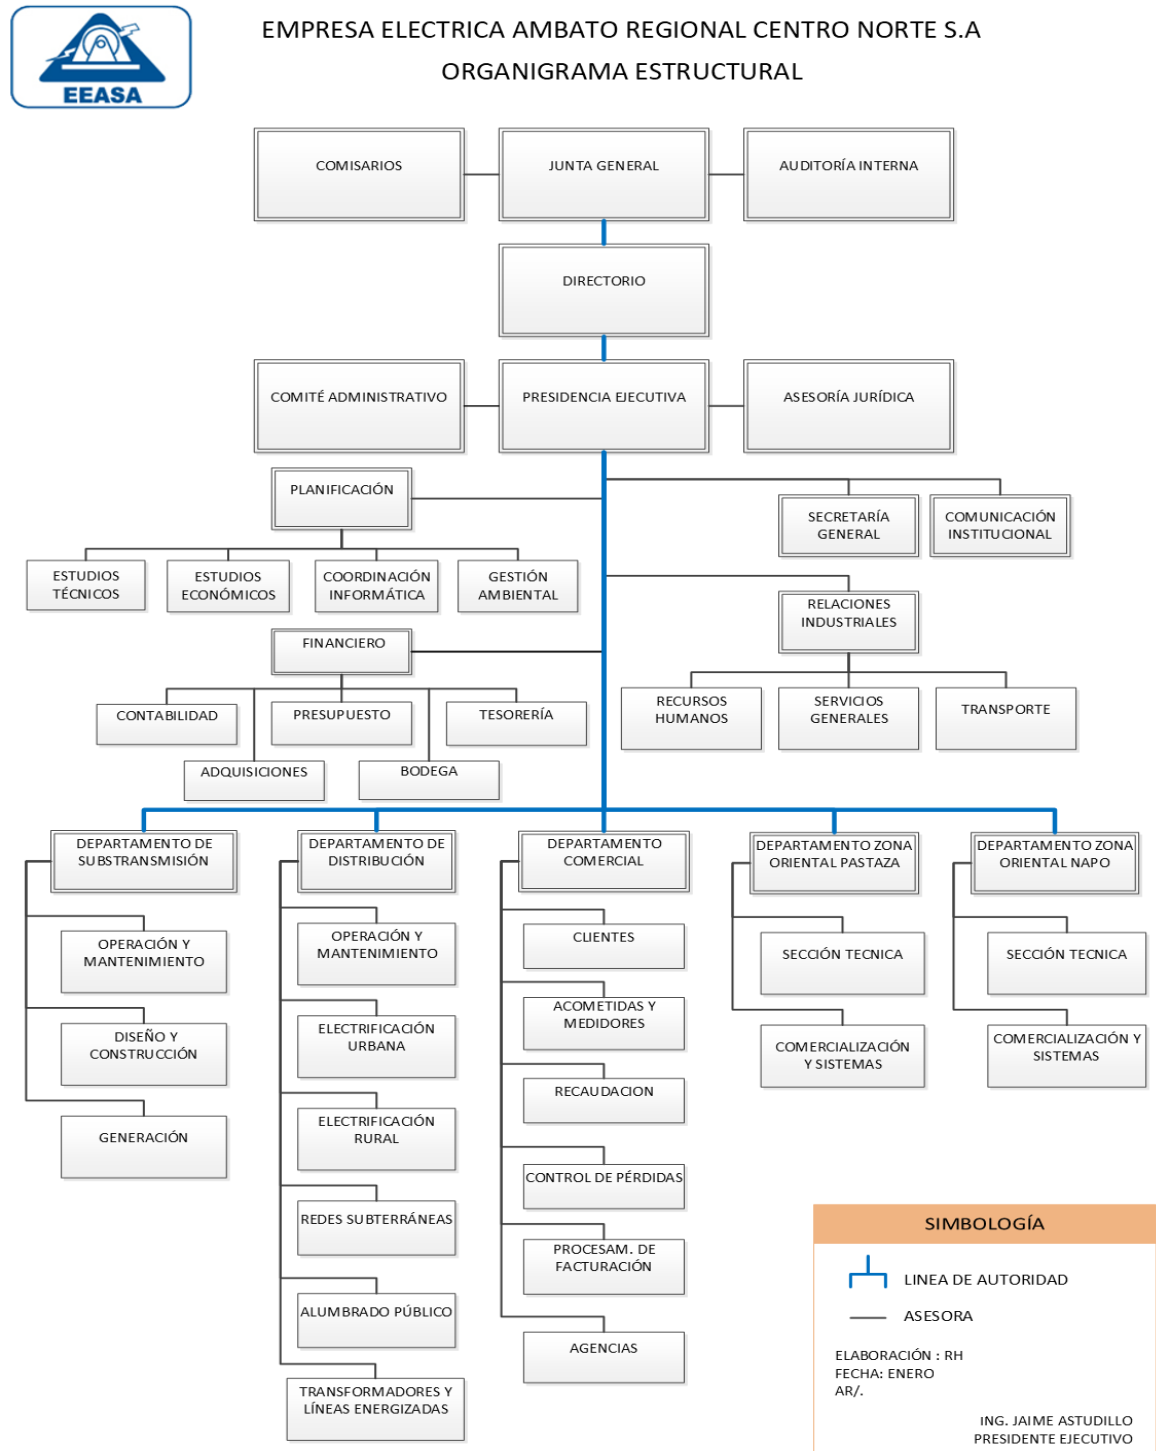 EEASA
EMPRESA ELECTRICA AMBATO REGIONAL CENTRO NORTE S.A
ORGANIGRAMA ESTRUCTURAL
COMISARIOS
JUNTA GENERAL
AUDITORÍA INTERNA
DIRECTORIO
COMITÉ ADMINISTRATIVO
PRESIDENCIA EJECUTIVA
ASESORÍA JURÍDICA
PLANIFICACIÓN
SECRETARÍA
GENERAL
COMUNICACIÓN
INSTITUCIONAL
ESTUDIOS
TÉCNICOS
ESTUDIOS
ECONÓMICOS
COORDINACIÓN
INFORMÁTICA
GESTIÓN
AMBIENTAL
RELACIONES
INDUSTRIALES
FINANCIERO
CONTABILIDAD
PRESUPUESTO
TESORERÍA
ADQUISICIONES
BODEGA
RECURSOS
HUMANOS
SERVICIOS
GENERALES
TRANSPORTE
DEPARTAMENTO DE
SUBSTRANSMISIÓN
OPERACIÓN Y
MANTENIMIENTO
DISEÑO Y
CONSTRUCCIÓN
GENERACIÓN
DEPARTAMENTO DE
DISTRIBUCIÓN
OPERACIÓN Y
MANTENIMIENTO
ELECTRIFICACIÓN
URBANA
ELECTRIFICACIÓN
RURAL
REDES SUBTERRÁNEAS
ALUMBRADO PÚBLICO
TRANSFORMADORES Y
LÍNEAS ENERGIZADAS
DEPARTAMENTO
COMERCIAL
CLIENTES
ACOMETIDAS Y
MEDIDORES
RECAUDACION
CONTROL DE PÉRDIDAS
PROCESAM. DE
FACTURACIÓN
AGENCIAS
DEPARTAMENTO ZONA
ORIENTAL PASTAZA
SECCIÓN TECNICA
COMERCIALIZACIÓN
Y SISTEMAS
DEPARTAMENTO ZONA
ORIENTAL NAPO
SECCIÓN TECNICA
COMERCIALIZACIÓN Y
SISTEMAS
SIMBOLOGÍA
LINEA DE AUTORIDAD
ASESORA
ELABORACIÓN : RH
FECHA: ENERO
AR/.
ING. JAIME ASTUDILLO
PRESIDENTE EJECUTIVO